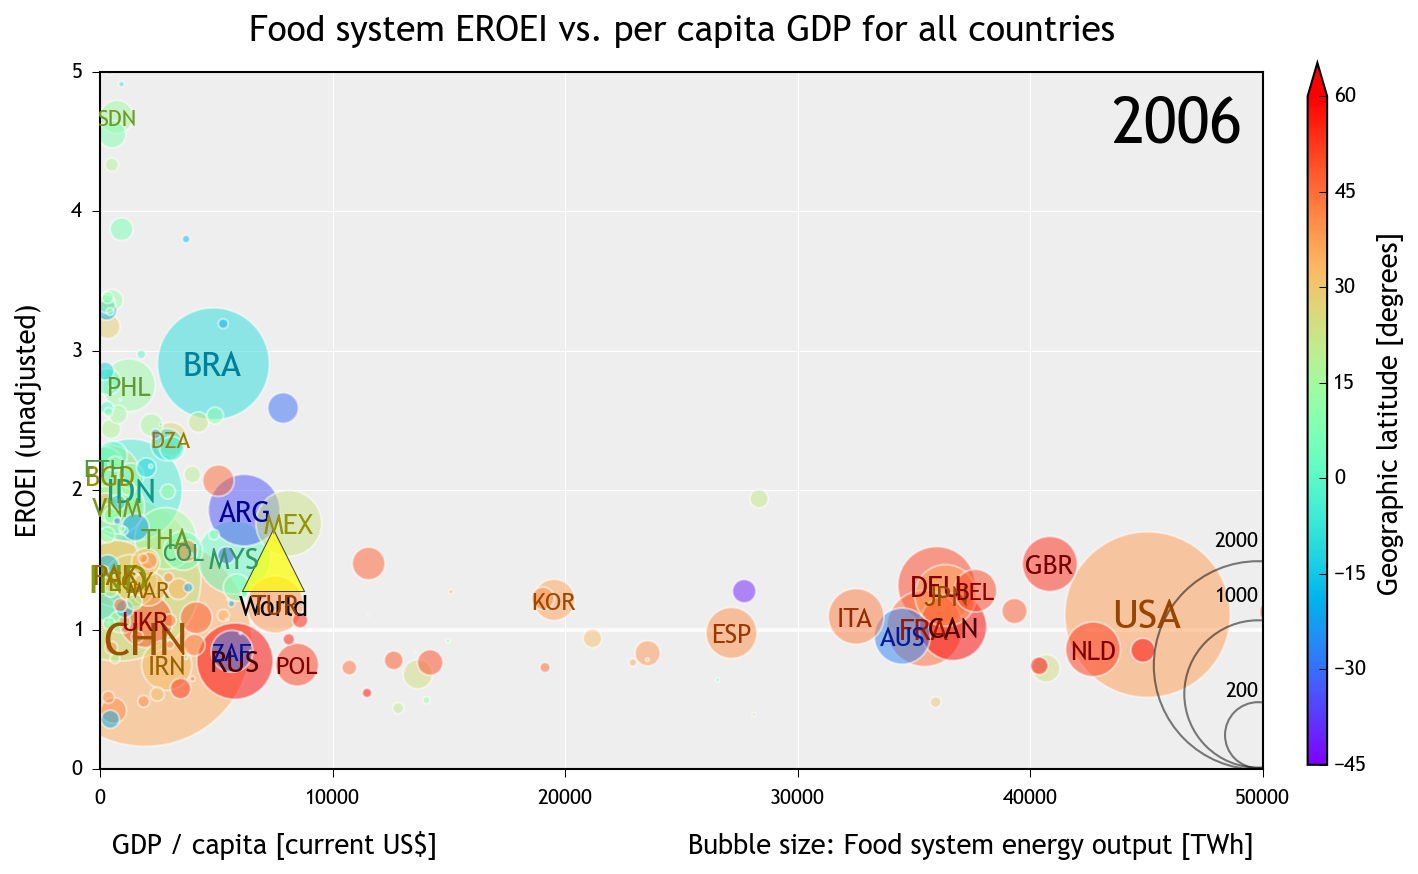 Food system EROEI vs. per capita GDP for all countries
2006
EROEI (unadjusted)
5
4
3
2
1
0
SDN
BRA
PHL
DZA
ETH
BGD
IDN
VNM
ARG
MEX
THA
COL
MYS
PAK
MAR
World
TUR
UKR
CHN
IRN
ZAF
RUS
POL
KOR
ESP
ITA
DEU
JPN
BEL
GBR
FRA
AUS
CAN
NLD
USA
2000
1000
200
0
10000
20000
30000
40000
50000
GDP / capita [current US$]
Bubble size: Food system energy output [TWh]
60
45
30
15
0
−15
−30
−45
Geographic latitude [degrees]